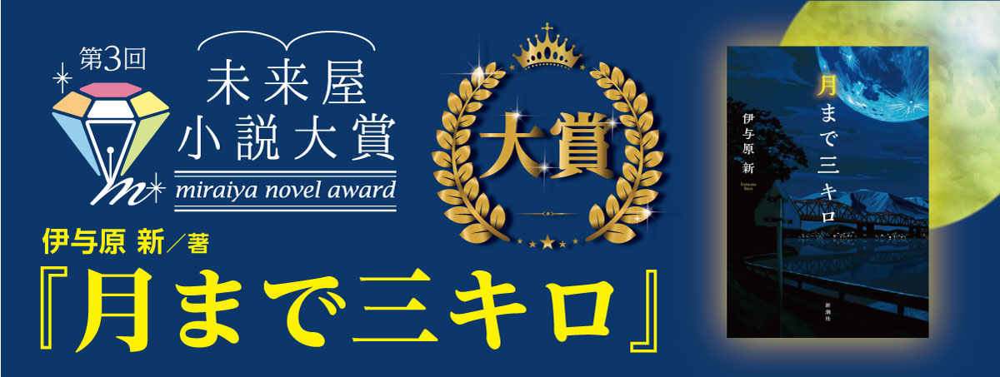 第3回
未来屋
小説大賞
miraiya novel award
大賞
伊与原 新／著
『月まで三キロ』
月まで三キロ
伊与原 新
新潮社